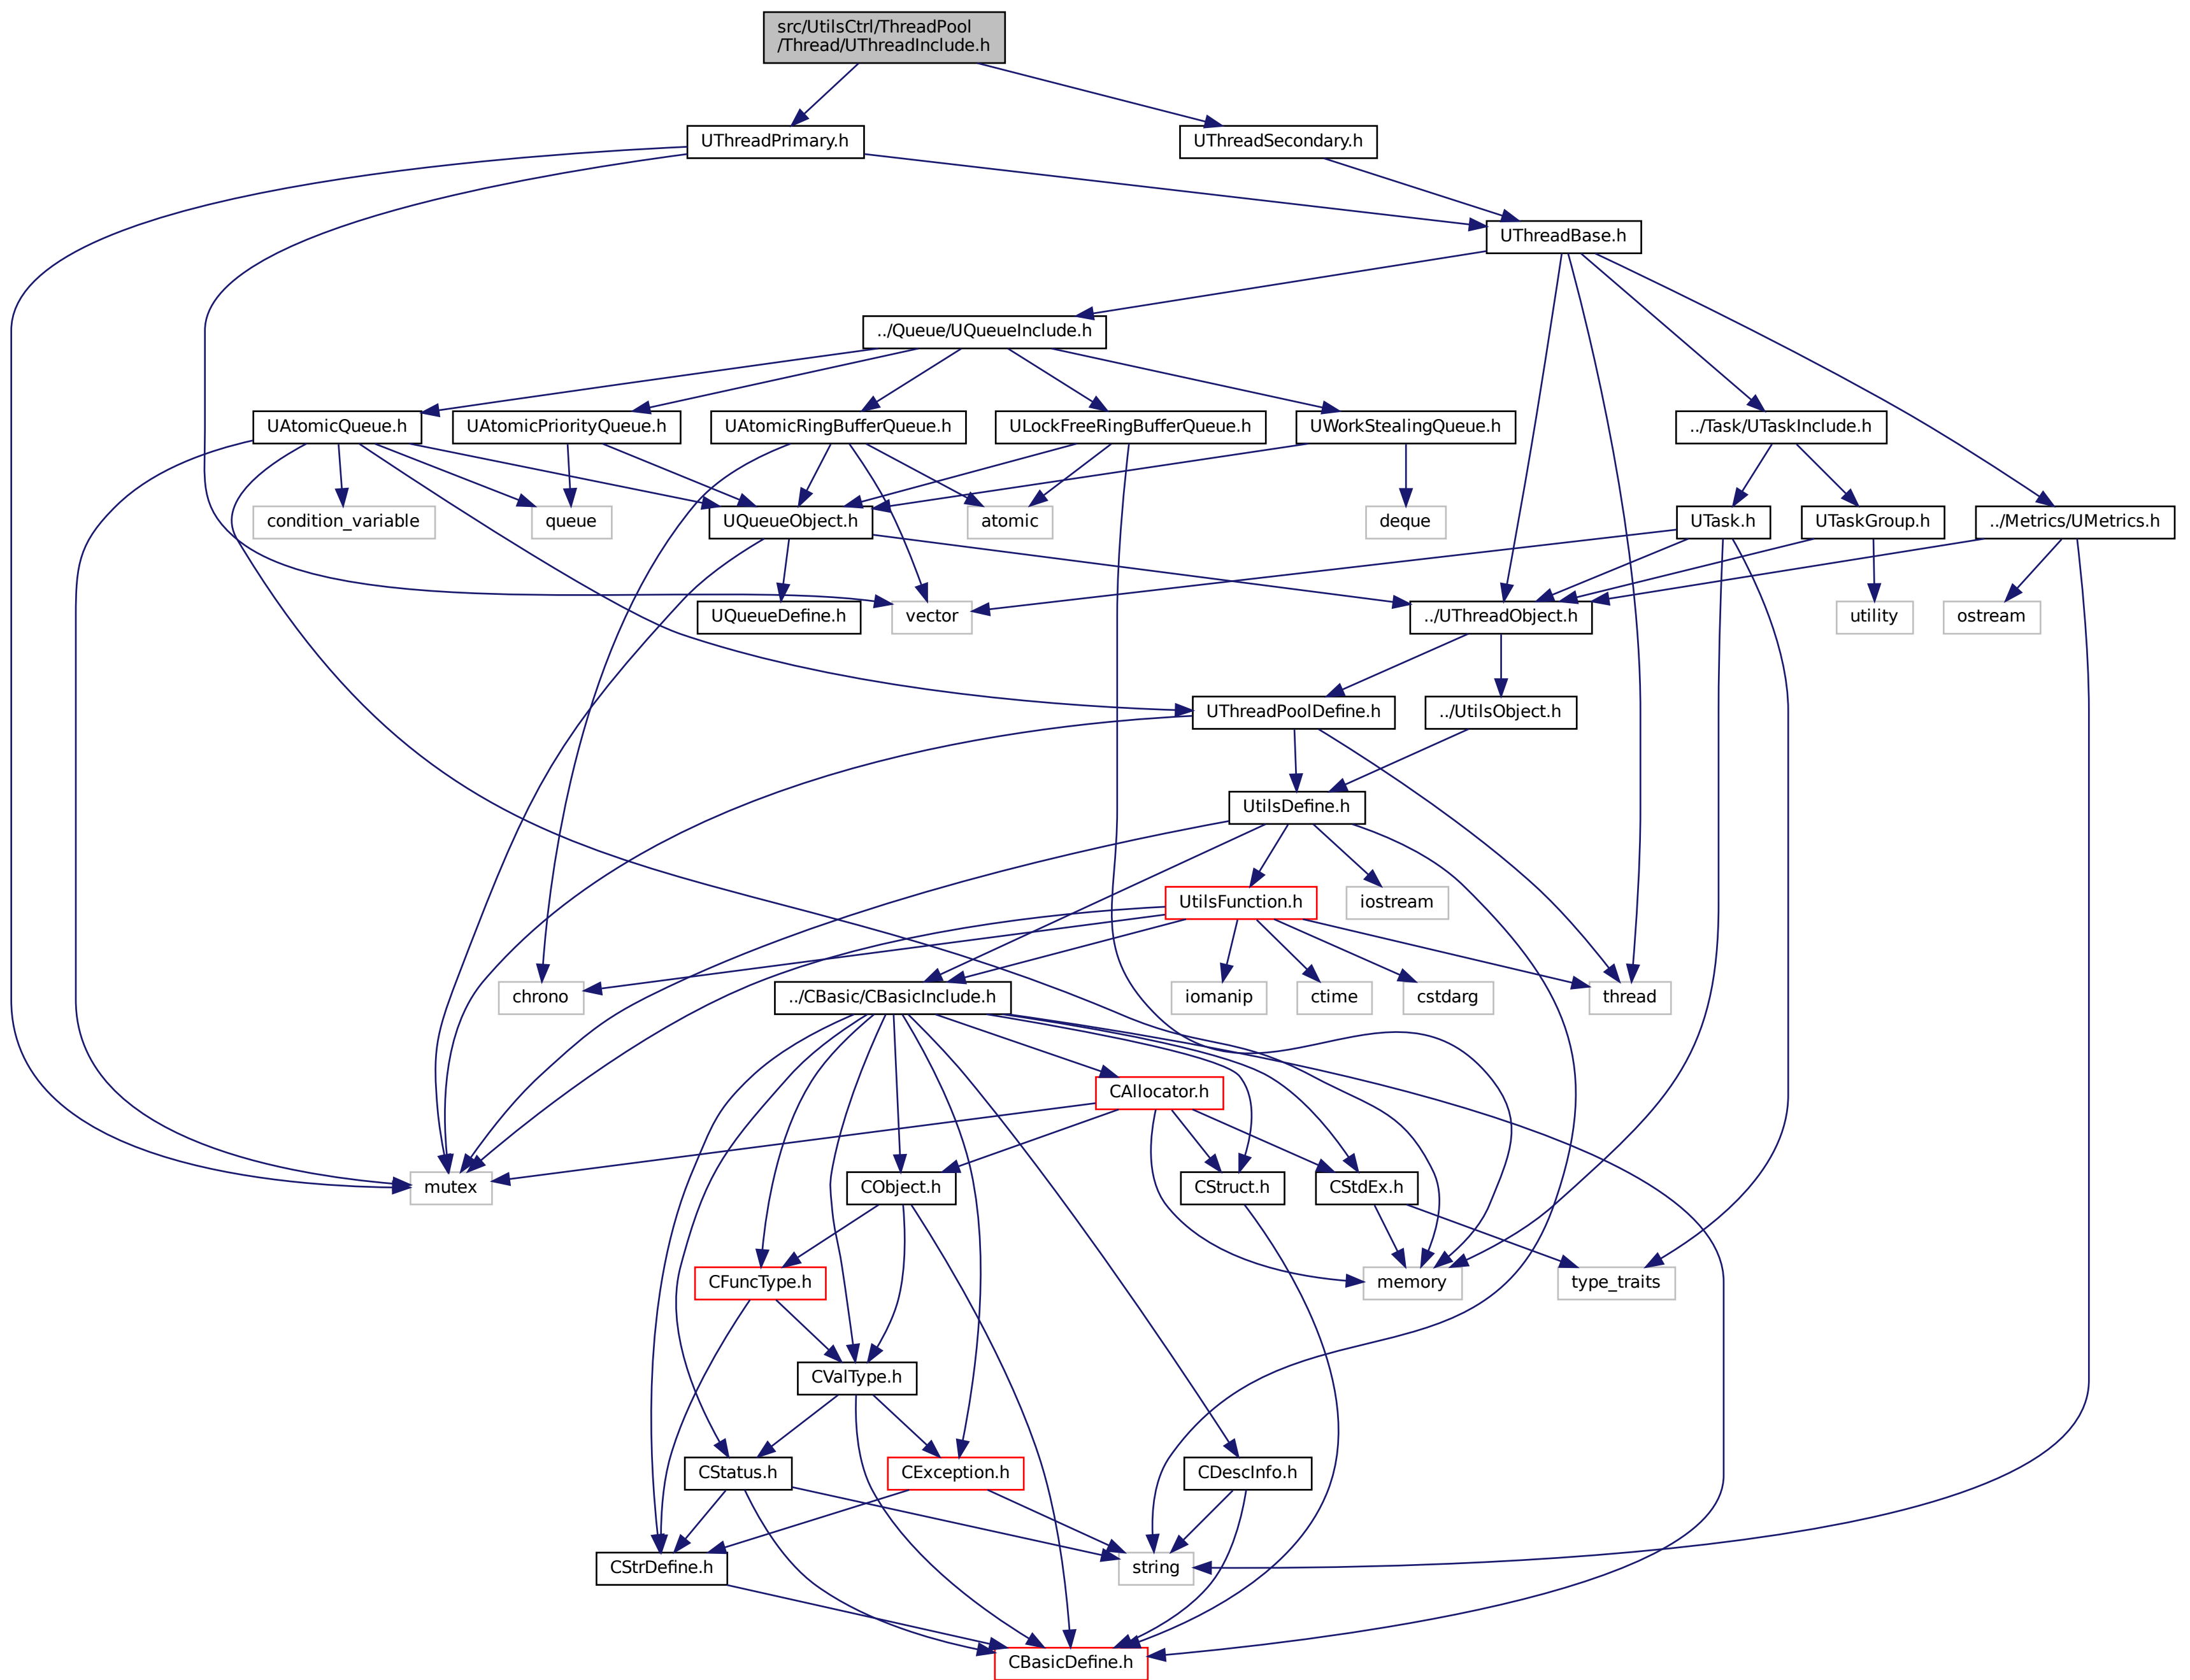 src/UtilsCtrl/ThreadPool
/Thread/UThreadInclude.h
UThreadPrimary.h
UThreadSecondary.h
UThreadBase.h
../Queue/UQueueInclude.h
UAtomicQueue.h
UAtomicPriorityQueue.h
UAtomicRingBufferQueue.h
ULockFreeRingBufferQueue.h
UWorkStealingQueue.h
../Task/UTaskInclude.h
condition_variable
queue
UQueueObject.h
atomic
deque
UTask.h
UTaskGroup.h
../Metrics/UMetrics.h
UQueueDefine.h
vector
../UThreadObject.h
utility
ostream
UThreadPoolDefine.h
../UtilsObject.h
UtilsDefine.h
UtilsFunction.h
iostream
chrono
../CBasic/CBasicInclude.h
iomanip
ctime
cstdarg
thread
CAllocator.h
mutex
CObject.h
CStruct.h
CStdEx.h
CFuncType.h
memory
type_traits
CValType.h
CStatus.h
CException.h
CDescInfo.h
CStrDefine.h
string
CBasicDefine.h